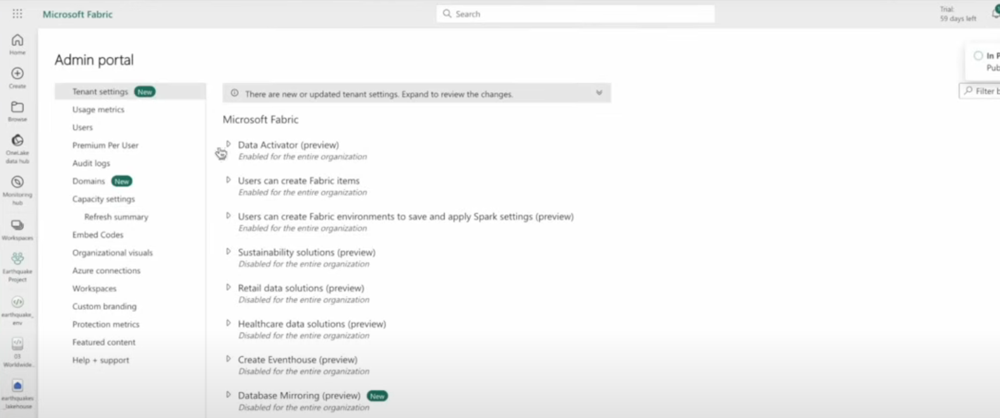 Microsoft Fabric
Search
Trial:
59 days left
Home
Create
Browse
OneLake
data hub
Monitoring
hub
Workspaces
Earthquake
Project
earthquake_
env
03
Worldwide...
earthquakes
_lakehouse
Admin portal
Tenant settings New
Usage metrics
Users
Premium Per User
Audit logs
Domains New
Capacity settings
Refresh summary
Embed Codes
Organizational visuals
Azure connections
Workspaces
Custom branding
Protection metrics
Featured content
Help + support
There are new or updated tenant settings. Expand to review the changes.
Microsoft Fabric
Data Activator (preview)
Enabled for the entire organization
Users can create Fabric items
Enabled for the entire organization
Users can create Fabric environments to save and apply Spark settings (preview)
Enabled for the entire organization
Sustainability solutions (preview)
Disabled for the entire organization
Retail data solutions (preview)
Disabled for the entire organization
Healthcare data solutions (preview)
Disabled for the entire organization
Create Eventhouse (preview)
Disabled for the entire organization
Database Mirroring (preview) New
Disabled for the entire organization
In P
Pub
Filter b